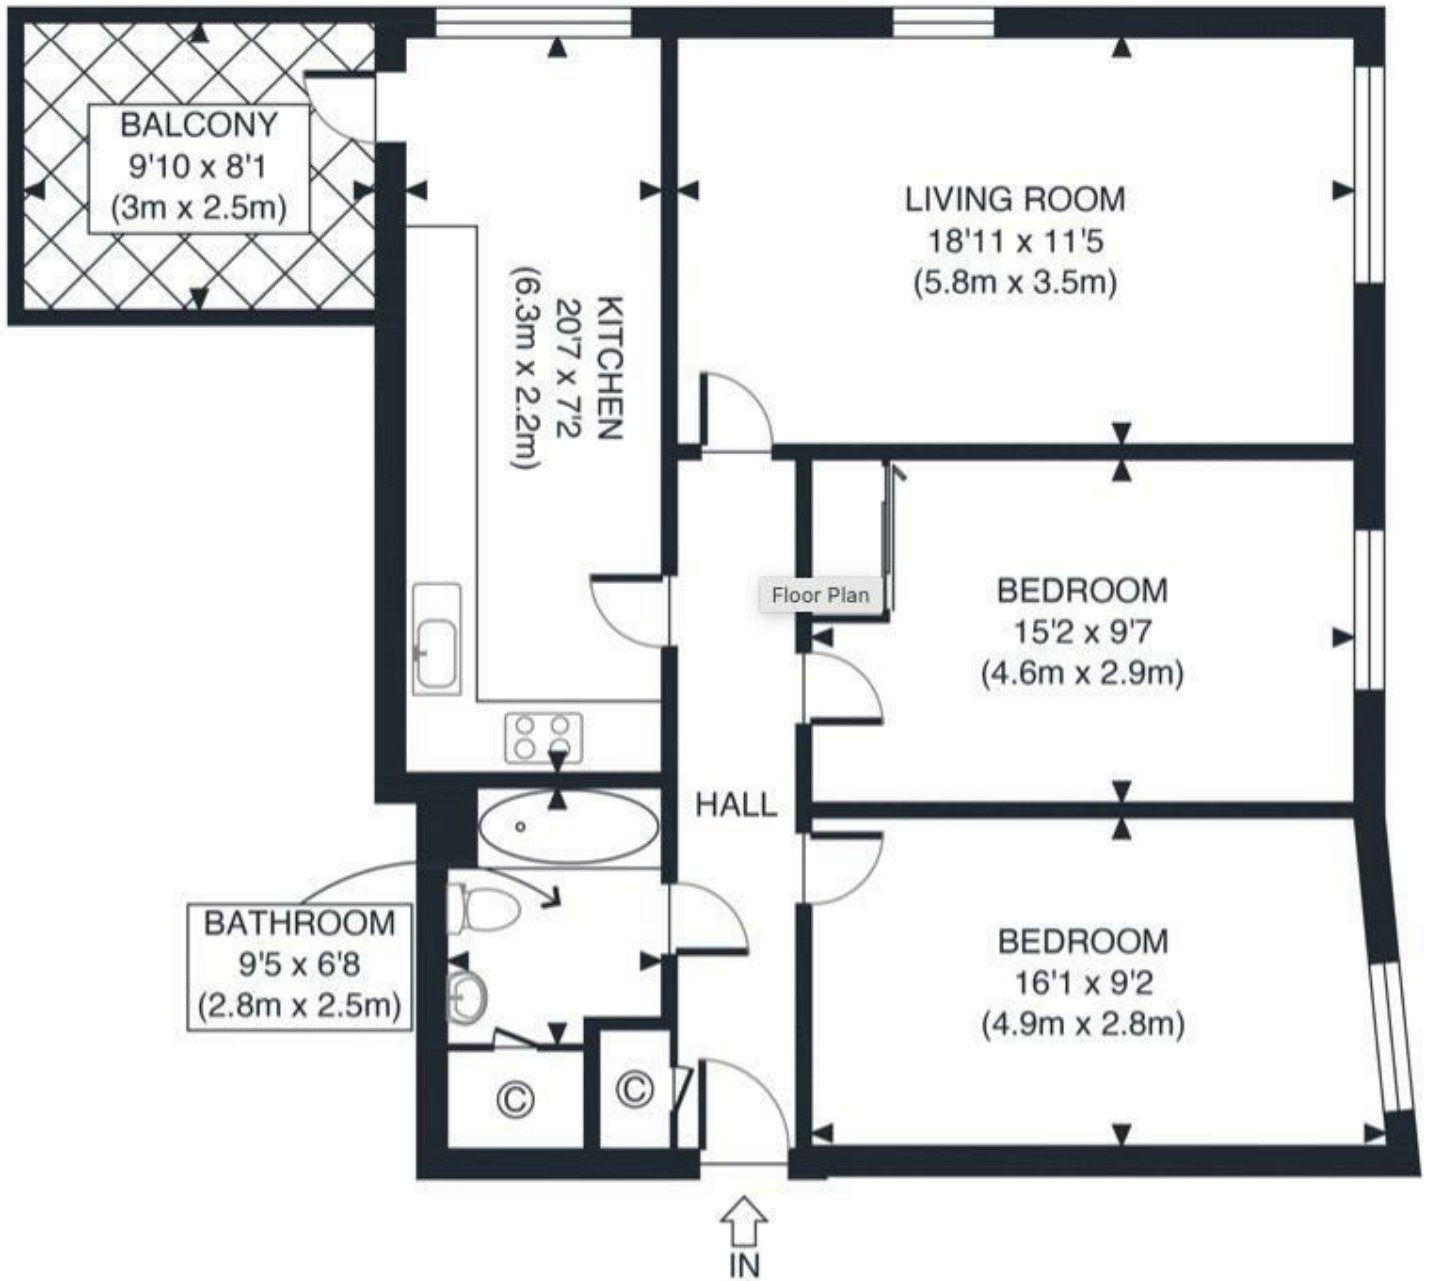 BALCONY
9'10 x 8'1
(3m x 2.5m)
LIVING ROOM
18'11 x 11'5
(5.8m x 3.5m)
KITCHEN
20'7 x 7'2
(6.3m x 2.2m)
Floor Plan
BEDROOM
15'2 x 9'7
(4.6m x 2.9m)
HALL
BATHROOM
9'5 x 6'8
(2.8m x 2.5m)
BEDROOM
16'1 x 9'2
(4.9m x 2.8m)
©
©
IN